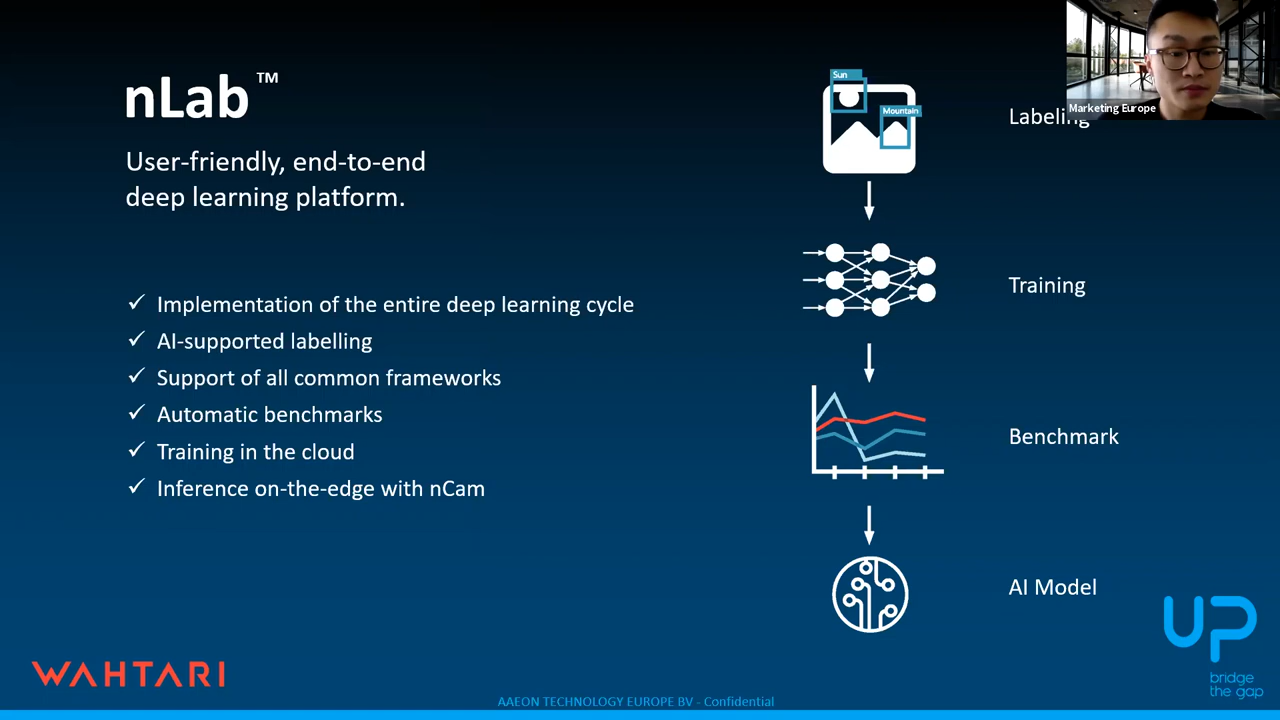 nLab™
User-friendly, end-to-end
deep learning platform.
✓ Implementation of the entire deep learning cycle
✓ AI-supported labelling
✓ Support of all common frameworks
✓ Automatic benchmarks
✓ Training in the cloud
✓ Inference on-the-edge with nCam
Sun
Mountain
Labeling
Marketing Europe
Training
Benchmark
AI Model
WAHTARI
AAEON TECHNOLOGY EUROPE BV - Confidential
UP
bridge
the gap